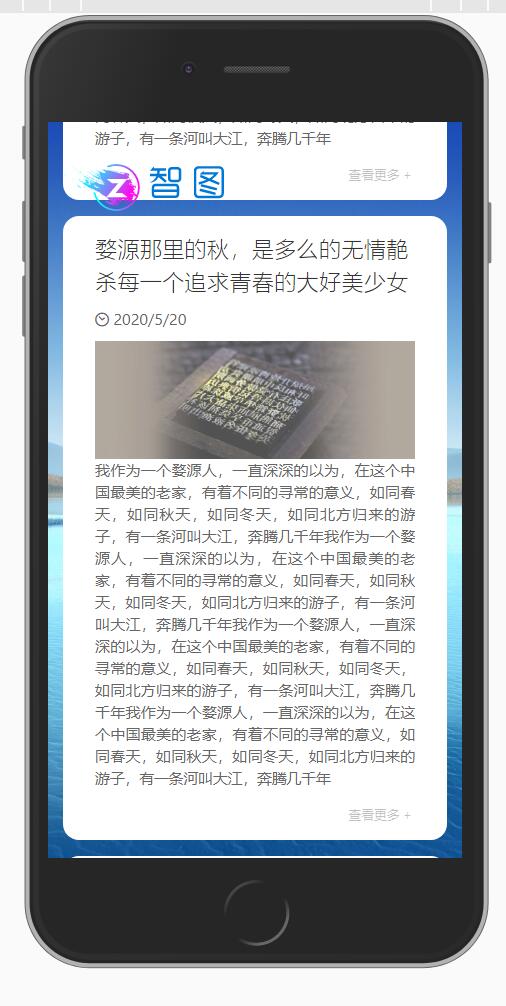 游子，有一条河叫大江，奔腾几千年
查看更多 +
Z 智图
婺源那里的秋，是多么的无情静
杀每一个追求青春的大好美少女
2020/5/20
我作为一个婺源人，一直深深的以为，在这个中
国最美的老家，有着不同的寻常的意义，如同春
天，如同秋天，如同冬天，如同北方归来的游
子，有一条河叫大江，奔腾几千年我作为一个婺
源人，一直深深的以为，在这个中国最美的老
家，有着不同的寻常的意义，如同春天，如同秋
天，如同冬天，如同北方归来的游子，有一条河
叫大江，奔腾几千年我作为一个婺源人，一直深
深的以为，在这个中国最美的老家，有着不同的
寻常的意义，如同春天，如同秋天，如同冬天，
如同北方归来的游子，有一条河叫大江，奔腾几
千年我作为一个婺源人，一直深深的以为，在这
个中国最美的老家，有着不同的寻常的意义，如
同春天，如同秋天，如同冬天，如同北方归来的
游子，有一条河叫大江，奔腾几千年
查看更多 +